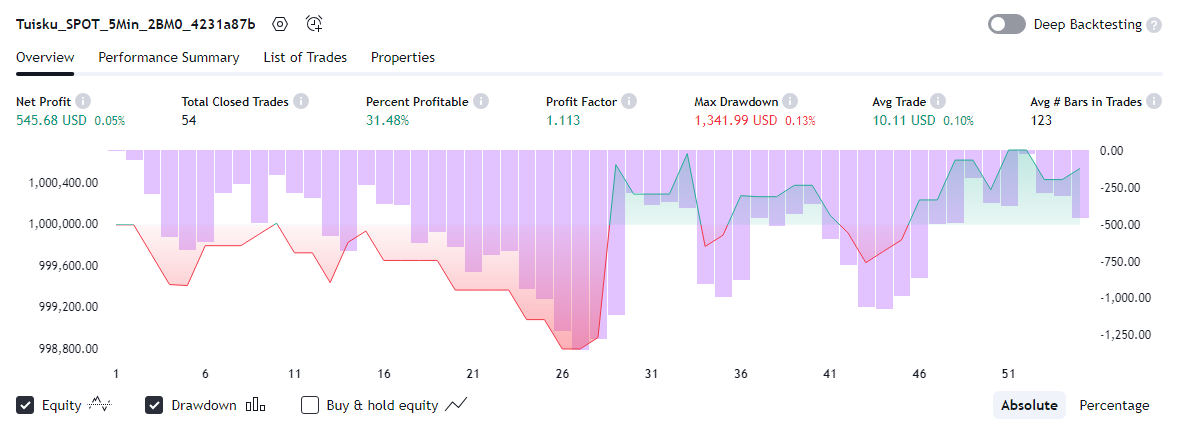 Tuisku_SPOT_5Min_2BM0_4231a87b Deep Backtesting ?
Overview Performance Summary List of Trades Properties
Net Profit i Total Closed Trades i Percent Profitable i Profit Factor i Max Drawdown i Avg Trade i Avg # Bars in Trades i
545.68 USD 0.05% 54 31.48% 1.113 1,341.99 USD 0.13% 10.11 USD 0.10% 123
0.00
1,000,400.00 -250.00
1,000,000.00 -500.00
999,600.00 -750.00
999,200.00 -1,000.00
998,800.00 -1,250.00
1 6 11 16 21 26 31 36 41 46 51
Equity Drawdown Buy & hold equity Absolute Percentage